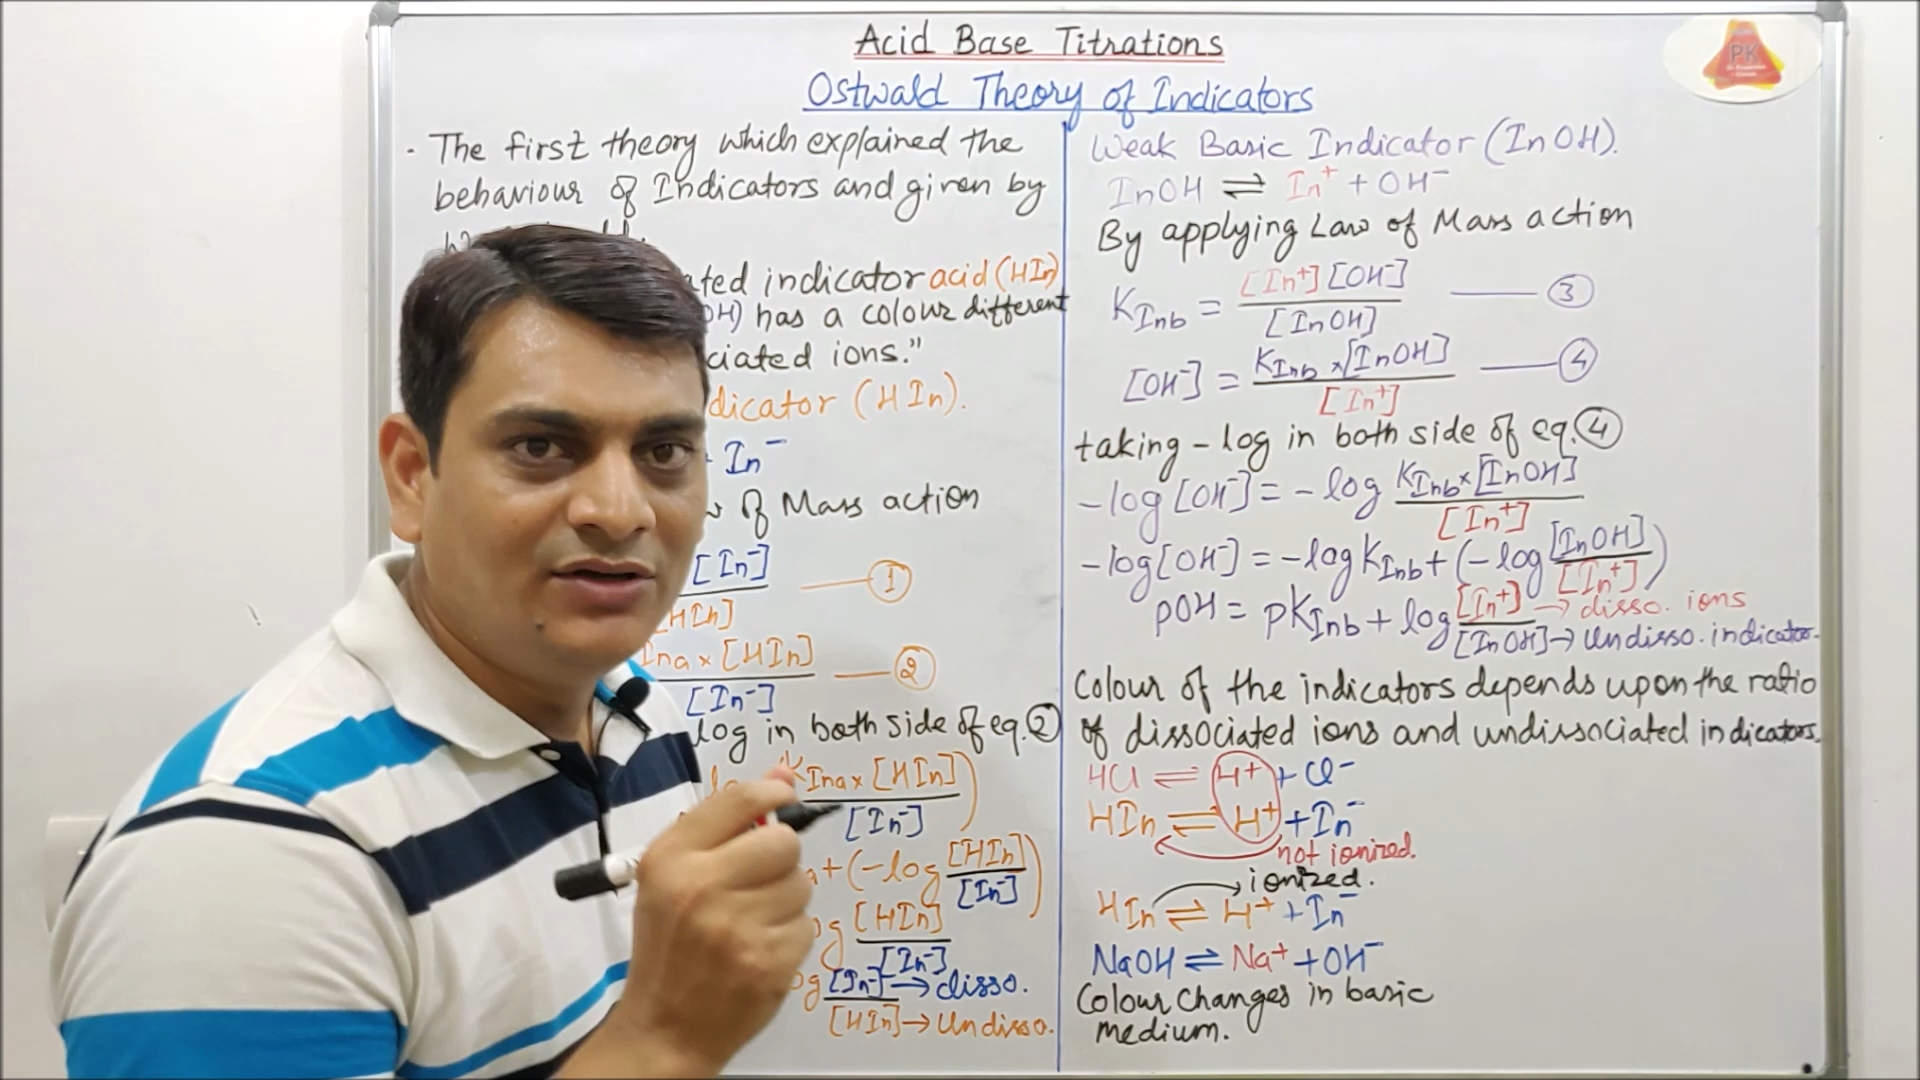 Acid Base Titrations
Ostwald Theory of Indicators
PK
· The first theory which explained the
behaviour of Indicators and given by
ated indicator acid (HIn)
OH) has a colour different
ciated ions."
dicator (HIn).
In⁻
of Mass action
[In⁻]
[HIn] —— ①
Ina × [HIn]
[In⁻] —— ②
log in both side of eq. ②
KIna × [HIn]
[In⁻]
+ (-log [HIn]
[In⁻] )
[HIn]
[In⁻]
[In⁻] → disso.
[HIn] → Undisso.
Weak Basic Indicator (InOH).
InOH ⇌ In⁺ + OH⁻
By applying Law of Mass action
KInb = [In⁺] [OH⁻]
[InOH] —— ③
[OH⁻] = KInb × [InOH]
[In⁺] —— ④
taking - log in both side of eq. ④
-log [OH⁻] = - log KInb × [InOH]
[In⁺]
-log [OH⁻] = -log KInb + (-log [InOH]
[In⁺] )
pOH = pKInb + log [In⁺] → disso. ions
[InOH] → Undisso. indicator.
Colour of the indicators depends upon the ratio
of dissociated ions and undissociated indicators.
HCl ⇌ H⁺ + Cl⁻
HIn ⇌ H⁺ + In⁻
not ionized.
ionized.
HIn ⇌ H⁺ + In⁻
NaOH ⇌ Na⁺ + OH⁻
Colour changes in basic
medium.